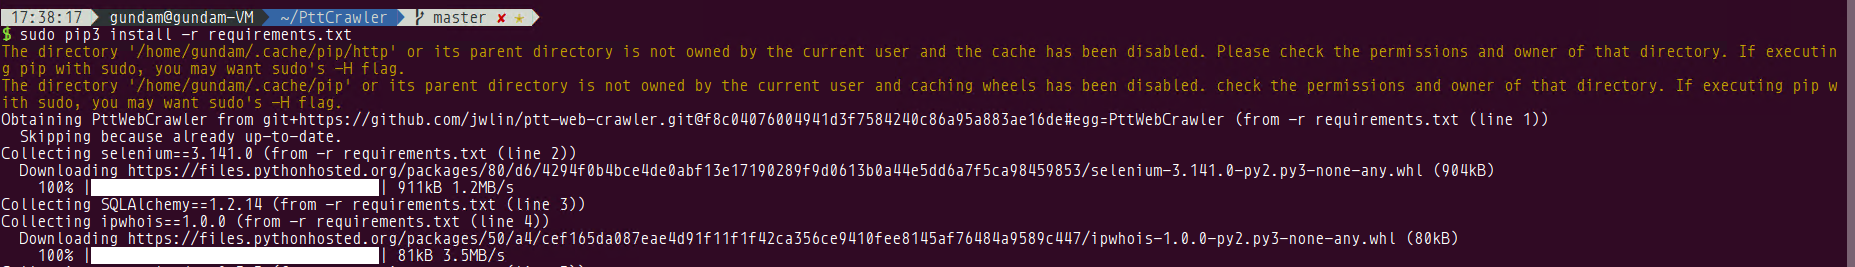 17:38:17 gundam@gundam-VM ~/PttCrawler master ✘ ★
$ sudo pip3 install -r requirements.txt
The directory '/home/gundam/.cache/pip/http' or its parent directory is not owned by the current user and the cache has been disabled. Please check the permissions and owner of that directory. If executin
g pip with sudo, you may want sudo's -H flag.
The directory '/home/gundam/.cache/pip' or its parent directory is not owned by the current user and caching wheels has been disabled. check the permissions and owner of that directory. If executing pip w
ith sudo, you may want sudo's -H flag.
Obtaining PttWebCrawler from git+https://github.com/jwlin/ptt-web-crawler.git@f8c04076004941d3f7584240c86a95a883ae16de#egg=PttWebCrawler (from -r requirements.txt (line 1))
Skipping because already up-to-date.
Collecting selenium==3.141.0 (from -r requirements.txt (line 2))
Downloading https://files.pythonhosted.org/packages/80/d6/4294f0b4bce4de0abf13e17190289f9d0613b0a44e5dd6a7f5ca98459853/selenium-3.141.0-py2.py3-none-any.whl (904kB)
100% |████████████████████████████████| 911kB 1.2MB/s
Collecting SQLAlchemy==1.2.14 (from -r requirements.txt (line 3))
Collecting ipwhois==1.0.0 (from -r requirements.txt (line 4))
Downloading https://files.pythonhosted.org/packages/50/a4/cef165da087eae4d91f11f1f42ca356ce9410fee8145af76484a9589c447/ipwhois-1.0.0-py2.py3-none-any.whl (80kB)
100% |████████████████████████████████| 81kB 3.5MB/s